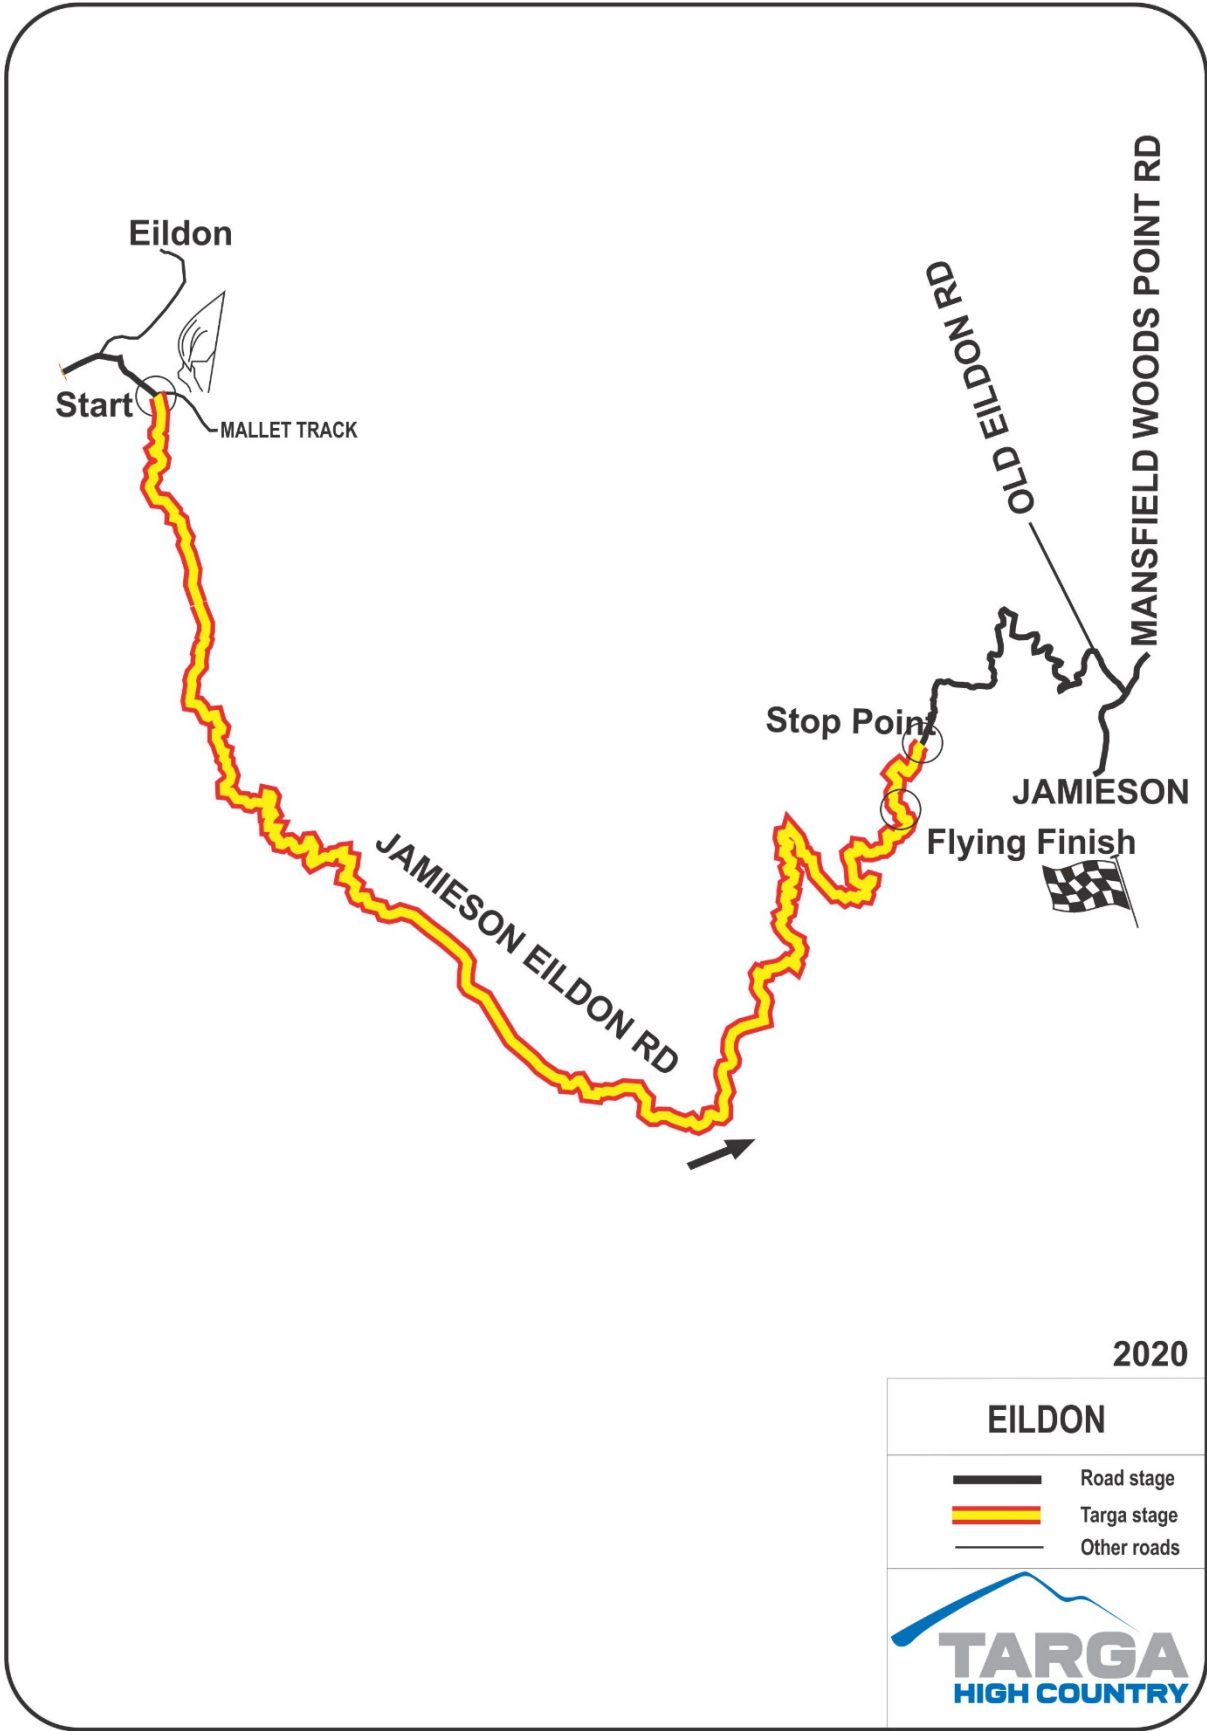 Eildon
Start
MALLET TRACK
OLD EILDON RD
MANSFIELD WOODS POINT RD
Stop Point
JAMIESON
Flying Finish
JAMIESON EILDON RD
2020
EILDON
Road stage
Targa stage
Other roads
TARGA
HIGH COUNTRY